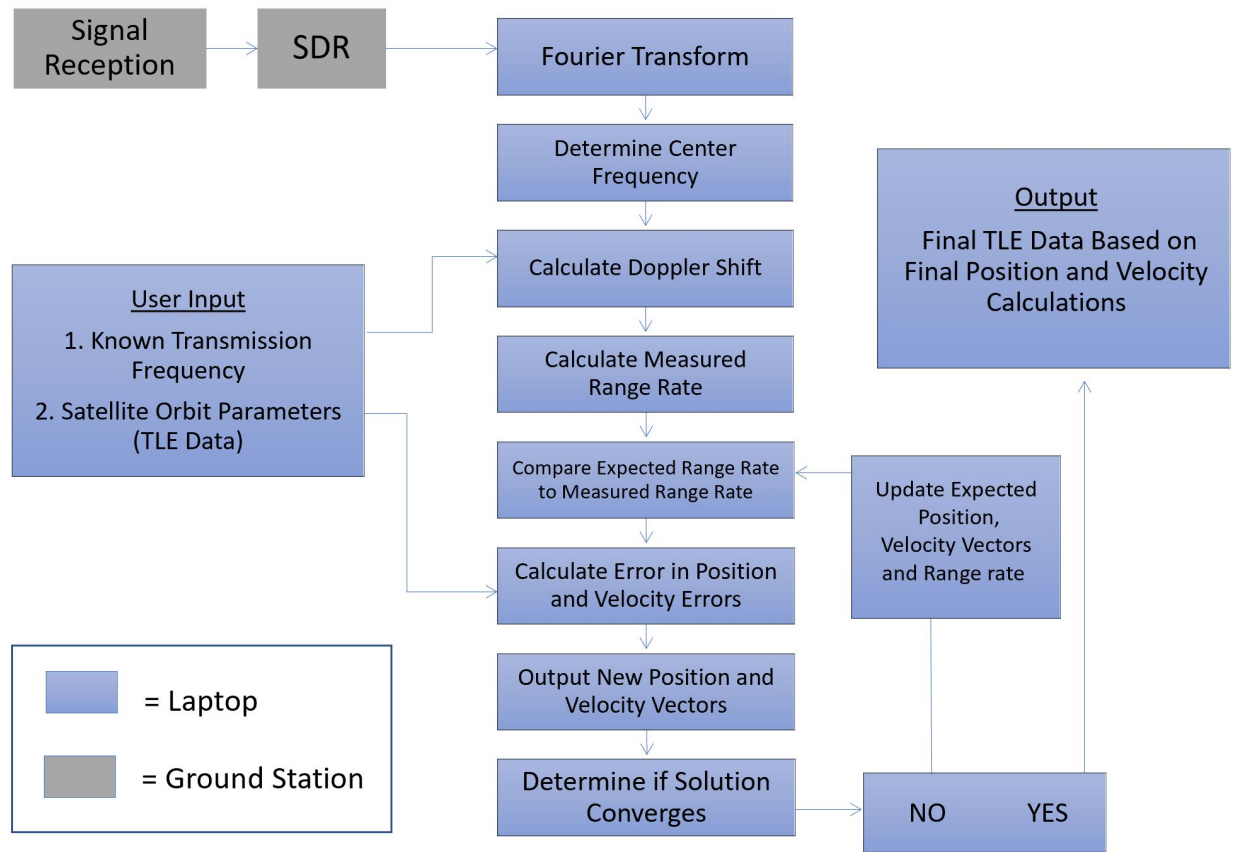 Signal
Reception
SDR
Fourier Transform
Determine Center
Frequency
Calculate Doppler Shift
Calculate Measured
Range Rate
Compare Expected Range Rate
to Measured Range Rate
Calculate Error in Position
and Velocity Errors
Output New Position and
Velocity Vectors
Determine if Solution
Converges
User Input
1. Known Transmission
Frequency
2. Satellite Orbit Parameters
(TLE Data)
Output
Final TLE Data Based on
Final Position and Velocity
Calculations
Update Expected
Position,
Velocity Vectors
and Range rate
NO YES
= Laptop
= Ground Station